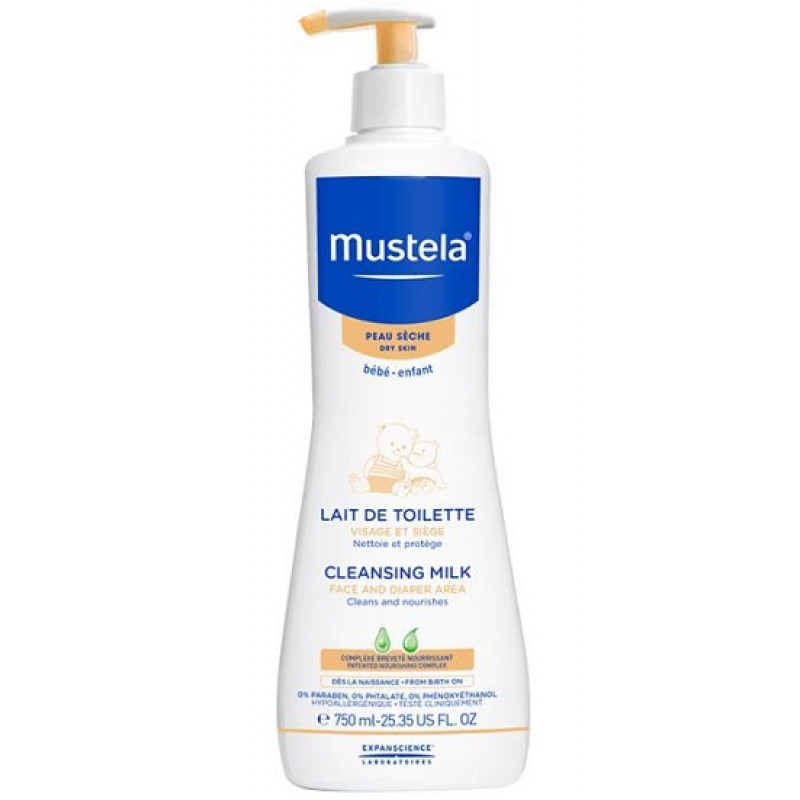 mustela®
PEAU SÈCHE
DRY SKIN
bébé - enfant
LAIT DE TOILETTE
VISAGE ET SIÈGE
Nettoie et protège
CLEANSING MILK
FACE AND DIAPER AREA
Cleans and nourishes
COMPLEXE BREVETÉ NOURRISSANT
PATENTED NOURISHING COMPLEX
DÈS LA NAISSANCE • FROM BIRTH ON
0% PARABEN, 0% PHTALATE, 0% PHÉNOXYÉTHANOL
HYPOALLERGÉNIQUE • TESTÉ CLINIQUEMENT
℮ 750 ml-25.35 US FL. OZ
EXPANSCIENCE®
LABORATOIRES